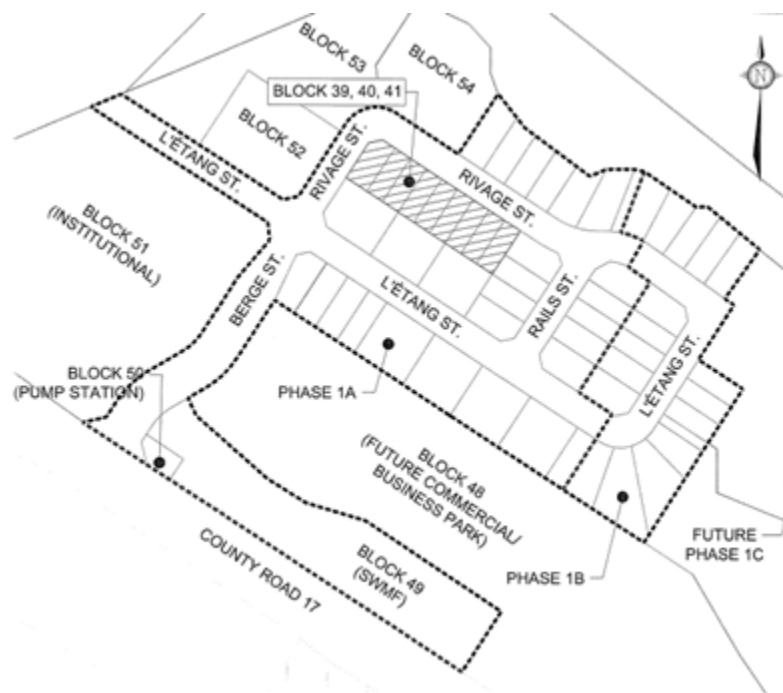 BLOCK 53
BLOCK 54
BLOCK 39, 40, 41
N
BLOCK 52
RIVAGE ST.
L'ÉTANG ST.
RIVAGE ST.
BLOCK 51
(INSTITUTIONAL)
BERGE ST.
L'ÉTANG ST.
RAILS ST.
L'ÉTANG ST.
BLOCK 50
(PUMP STATION)
PHASE 1A
BLOCK 48
(FUTURE COMMERCIAL/
BUSINESS PARK)
FUTURE
PHASE 1C
PHASE 1B
BLOCK 49
(SWMF)
COUNTY ROAD 17